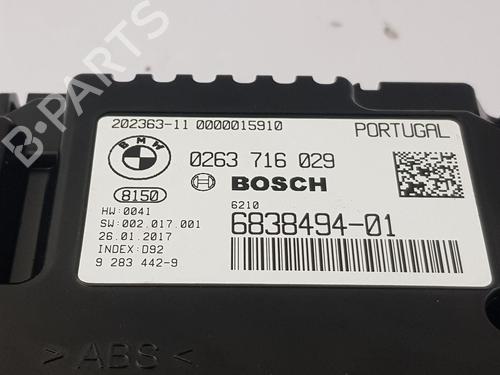 202363-11 0000015910
PORTUGAL
BMW
0263 716 029
8150
BOSCH
HW:0041
6210
SW:002.017.001
6838494-01
26.01.2017
INDEX:D92
9 283 442-9
> ABS <
B-PARTS